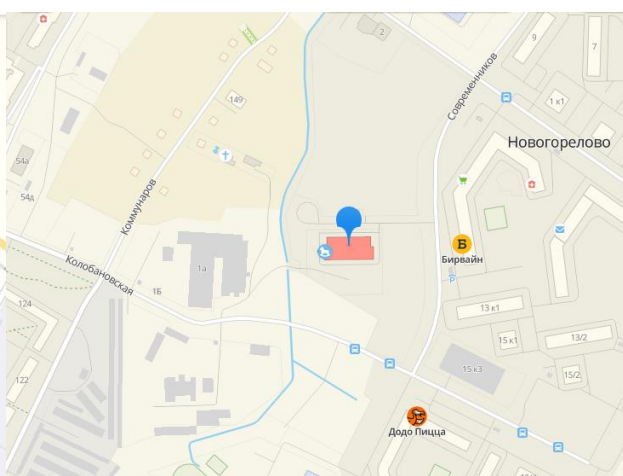 2
9
7
149
1 к1
Современников
Новогорелово
54а
54д
Коммунаров
Б
Бирвайн
Колобановская
1а
1Б
Р
124
13 к1
15 к1
13/2
122
15 к3
15/2
Додо Пицца